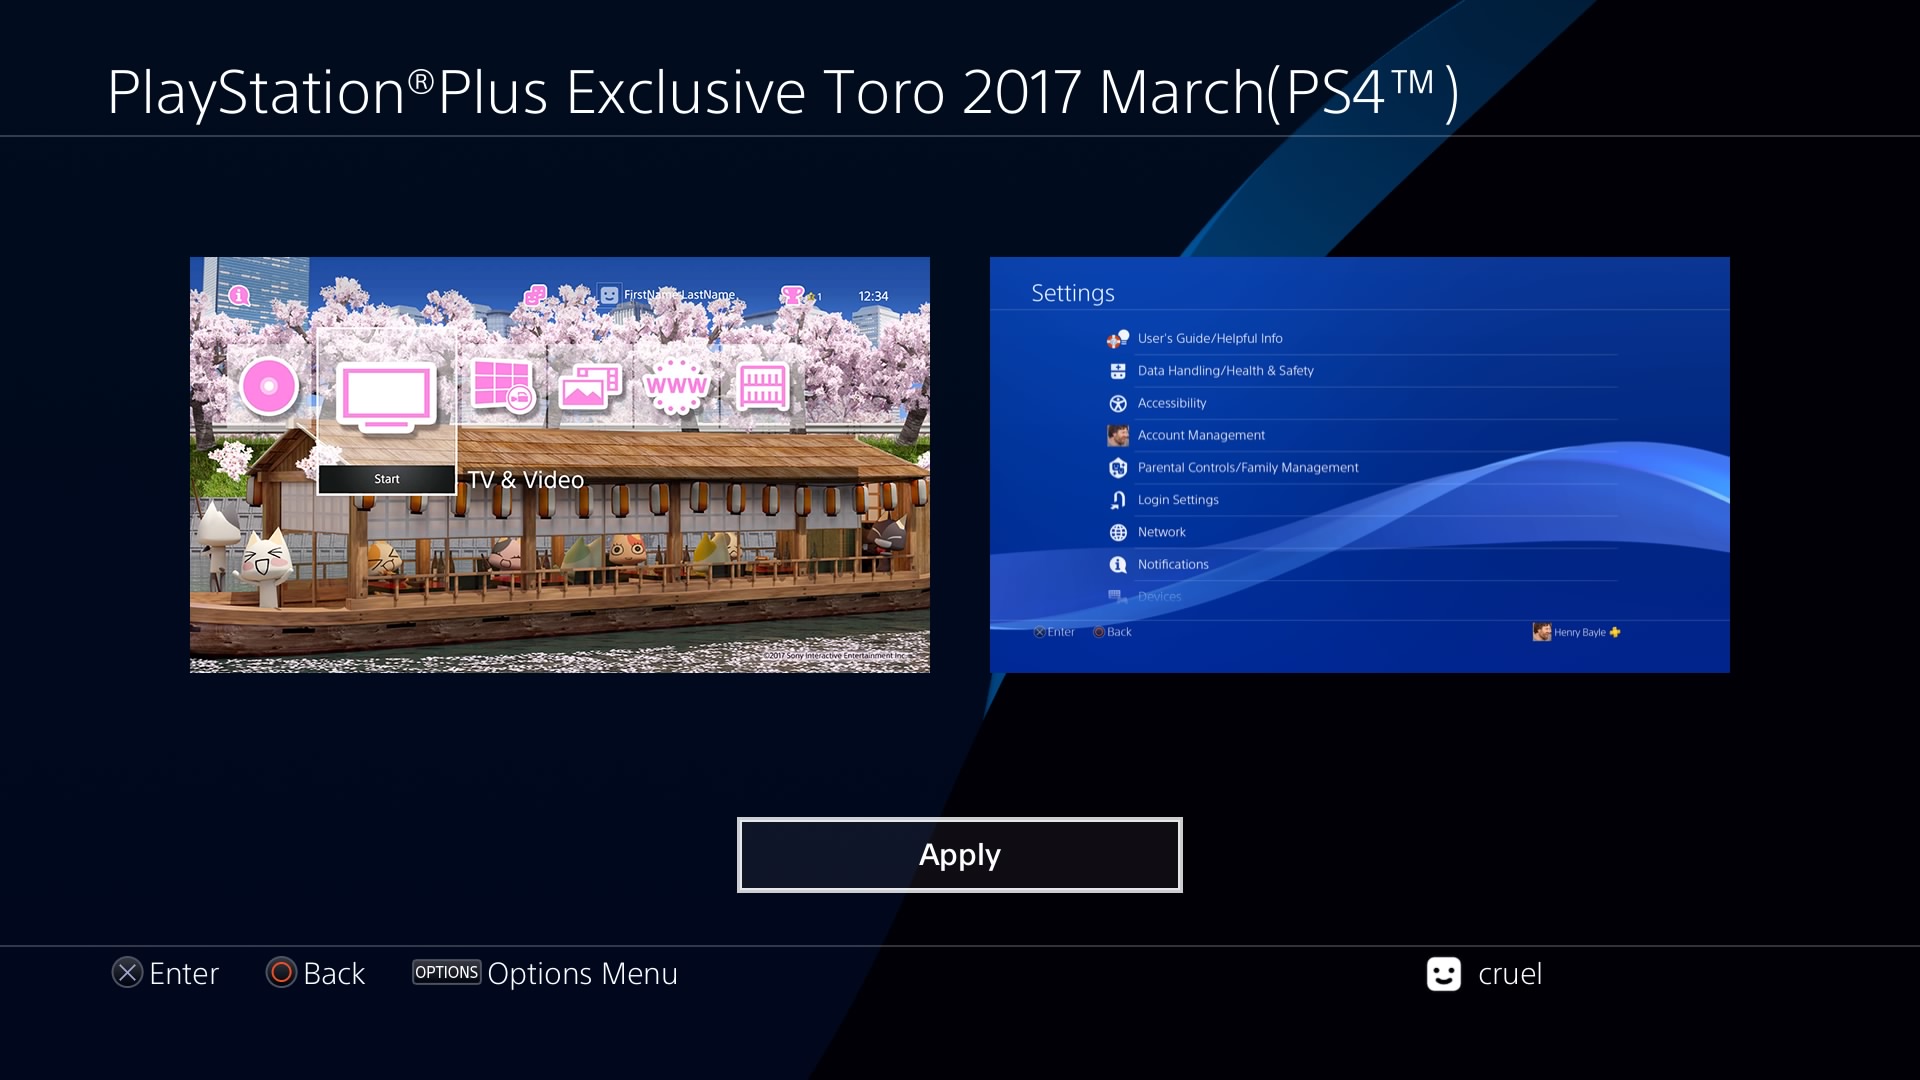 PlayStation®Plus Exclusive Toro 2017 March(PS4™)
FirstName LastName
1
12:34
WWW
Start
TV & Video
©2017 Sony Interactive Entertainment Inc.
Settings
User's Guide/Helpful Info
Data Handling/Health & Safety
Accessibility
Account Management
Parental Controls/Family Management
Login Settings
Network
Notifications
Devices
Enter
Back
Henry Bayle
Apply
Enter
Back
OPTIONS Options Menu
cruel